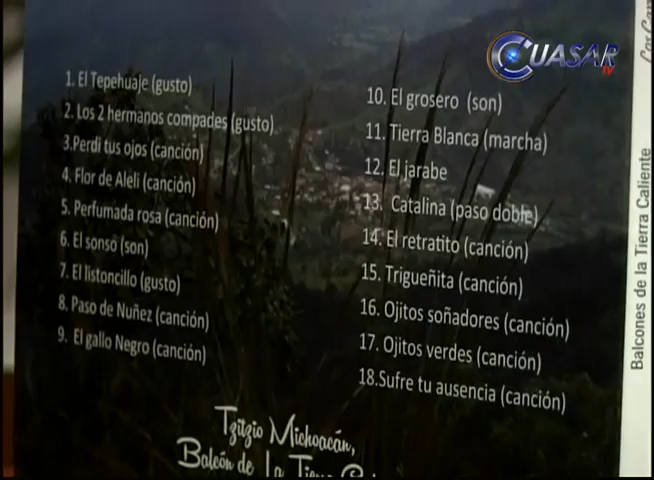 CUASAR TV
1. El Tepehuaje (gusto)
2. Los 2 hermanos compades (gusto)
3.Perdi tus ojos (canción)
4. Flor de Aleli (canción)
5. Perfumada rosa (canción)
6. El sonso (son)
7. El listoncillo (gusto)
8. Paso de Nuñez (canción)
9. El gallo Negro (canción)
10. El grosero (son)
11. Tierra Blanca (marcha)
12. El jarabe
13. Catalina (paso doble)
14. El retratito (canción)
15. Trigueñita (canción)
16. Ojitos soñadores (canción)
17. Ojitos verdes (canción)
18.Sufre tu ausencia (canción)
Tzitzio Michoacán,
Balcón de La
Balcones de la Tierra Caliente